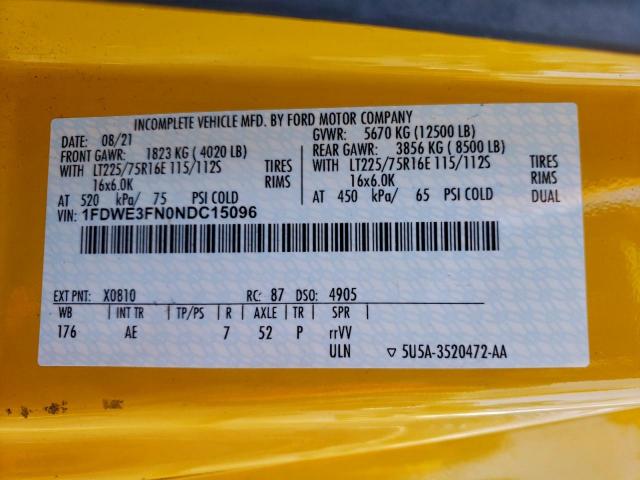 INCOMPLETE VEHICLE MFD. BY FORD MOTOR COMPANY
DATE: 08/21 GVWR: 5670 KG (12500 LB)
FRONT GAWR: 1823 KG ( 4020 LB) REAR GAWR: 3856 KG ( 8500 LB)
WITH LT225/75R16E 115/112S TIRES WITH LT225/75R16E 115/112S TIRES
16x6.0K RIMS 16x6.0K RIMS
AT 520 kPa/ 75 PSI COLD AT 450 kPa/ 65 PSI COLD DUAL
VIN: 1FDWE3FN0NDC15096
EXT PNT: X0810 RC: 87 DSO: 4905
WB INT TR TP/PS R AXLE TR SPR
176 AE 7 52 P rrVV
ULN ▽ 5U5A-3520472-AA